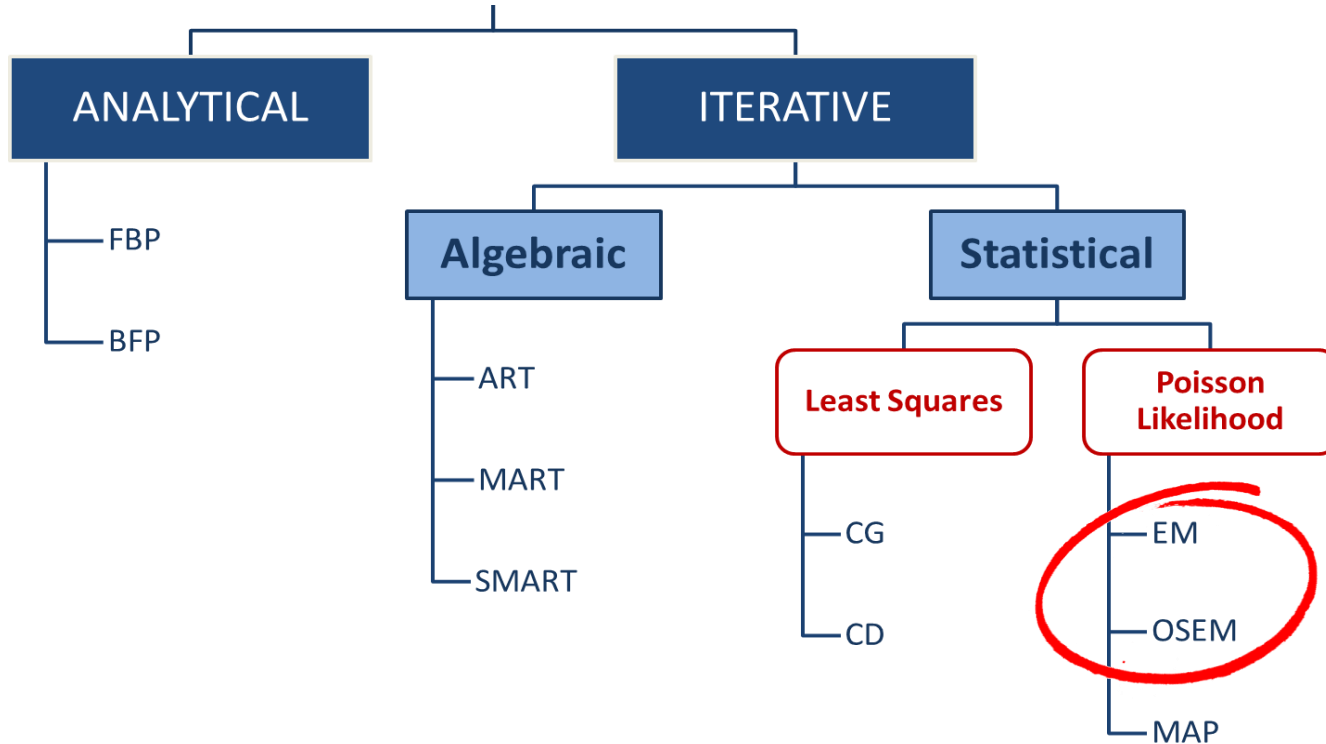 ANALYTICAL
ITERATIVE
FBP
BFP
Algebraic
Statistical
ART
MART
SMART
Least Squares
Poisson
Likelihood
CG
CD
EM
OSEM
MAP